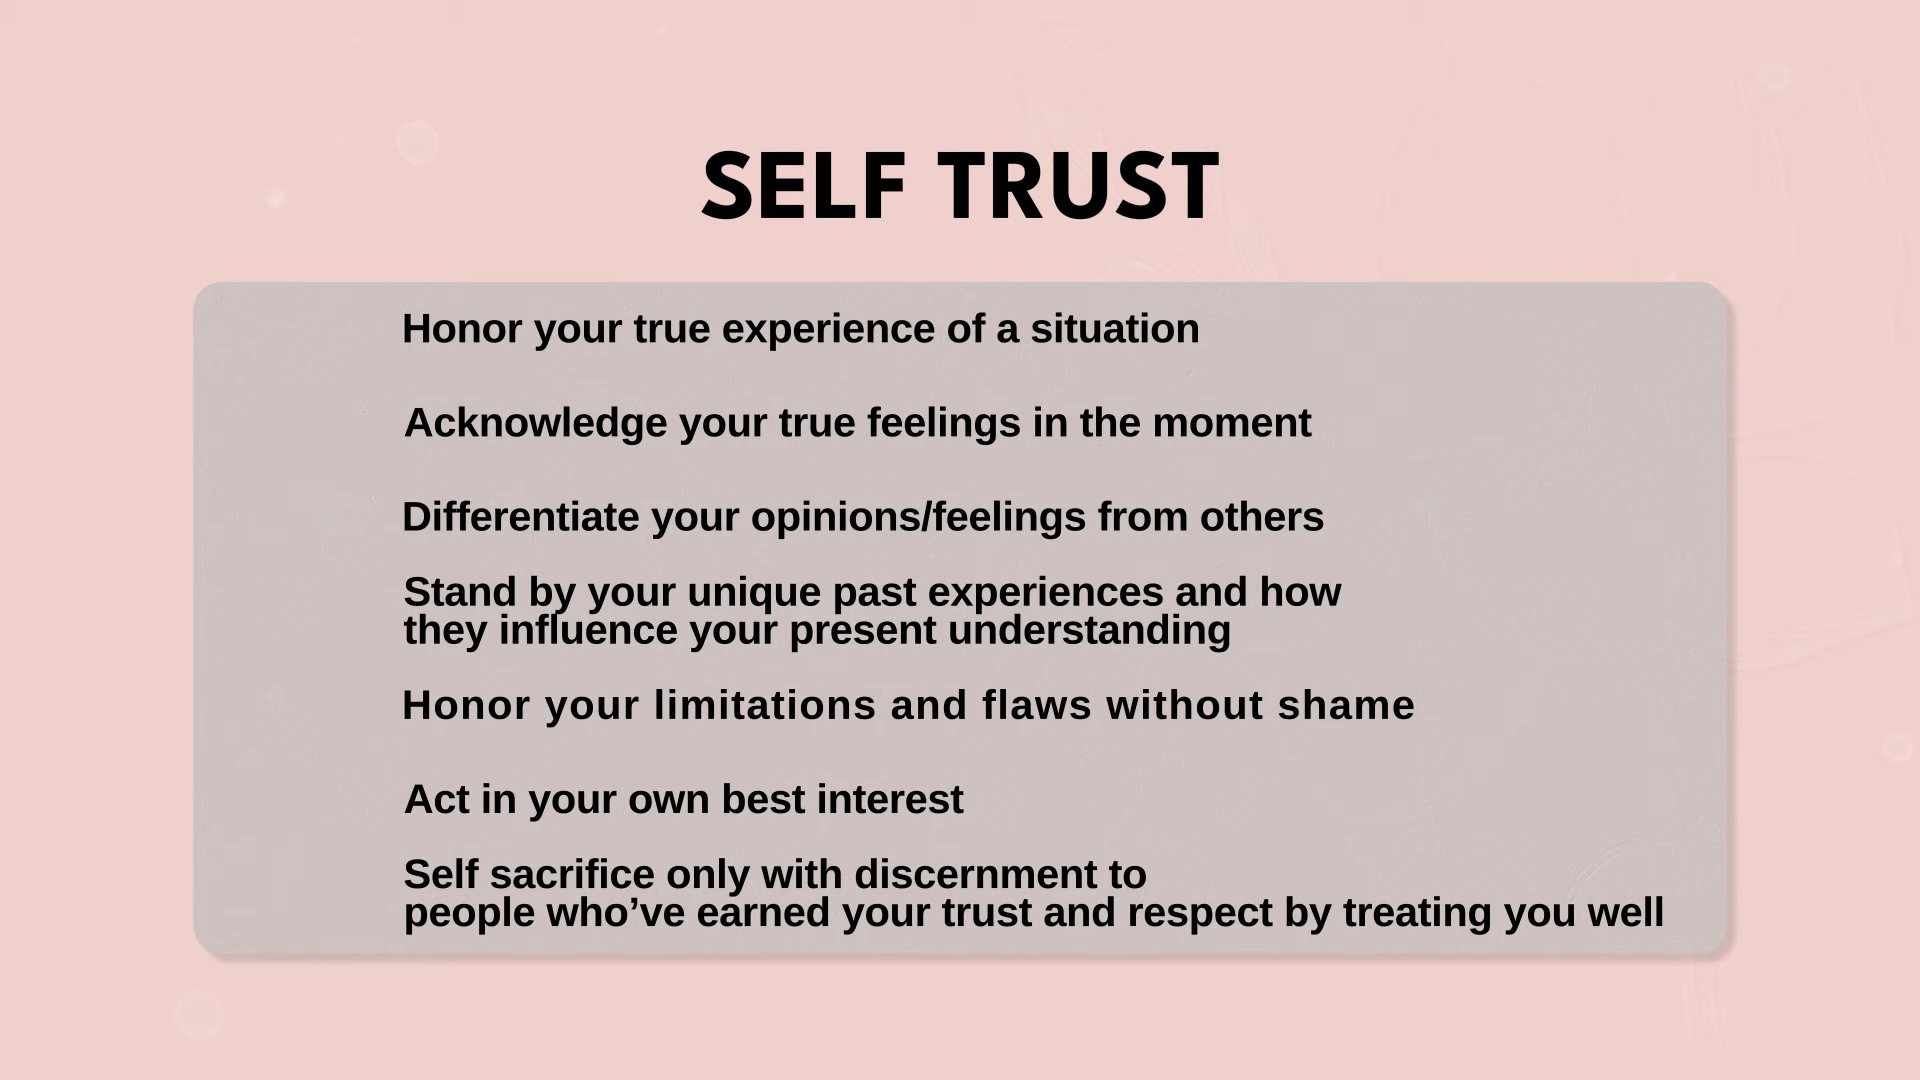 SELF TRUST
Honor your true experience of a situation
Acknowledge your true feelings in the moment
Differentiate your opinions/feelings from others
Stand by your unique past experiences and how
they influence your present understanding
Honor your limitations and flaws without shame
Act in your own best interest
Self sacrifice only with discernment to
people who’ve earned your trust and respect by treating you well